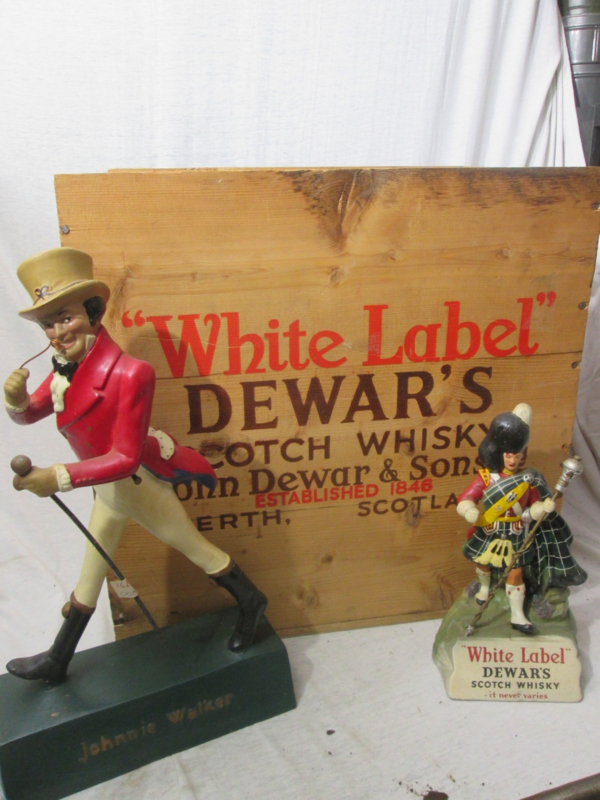 "White Label"
DEWAR'S
SCOTCH WHISKY
John Dewar & Sons
ESTABLISHED 1846
PERTH, SCOTLA
Johnnie Walker
"White Label"
DEWAR'S
SCOTCH WHISKY
- it never varies